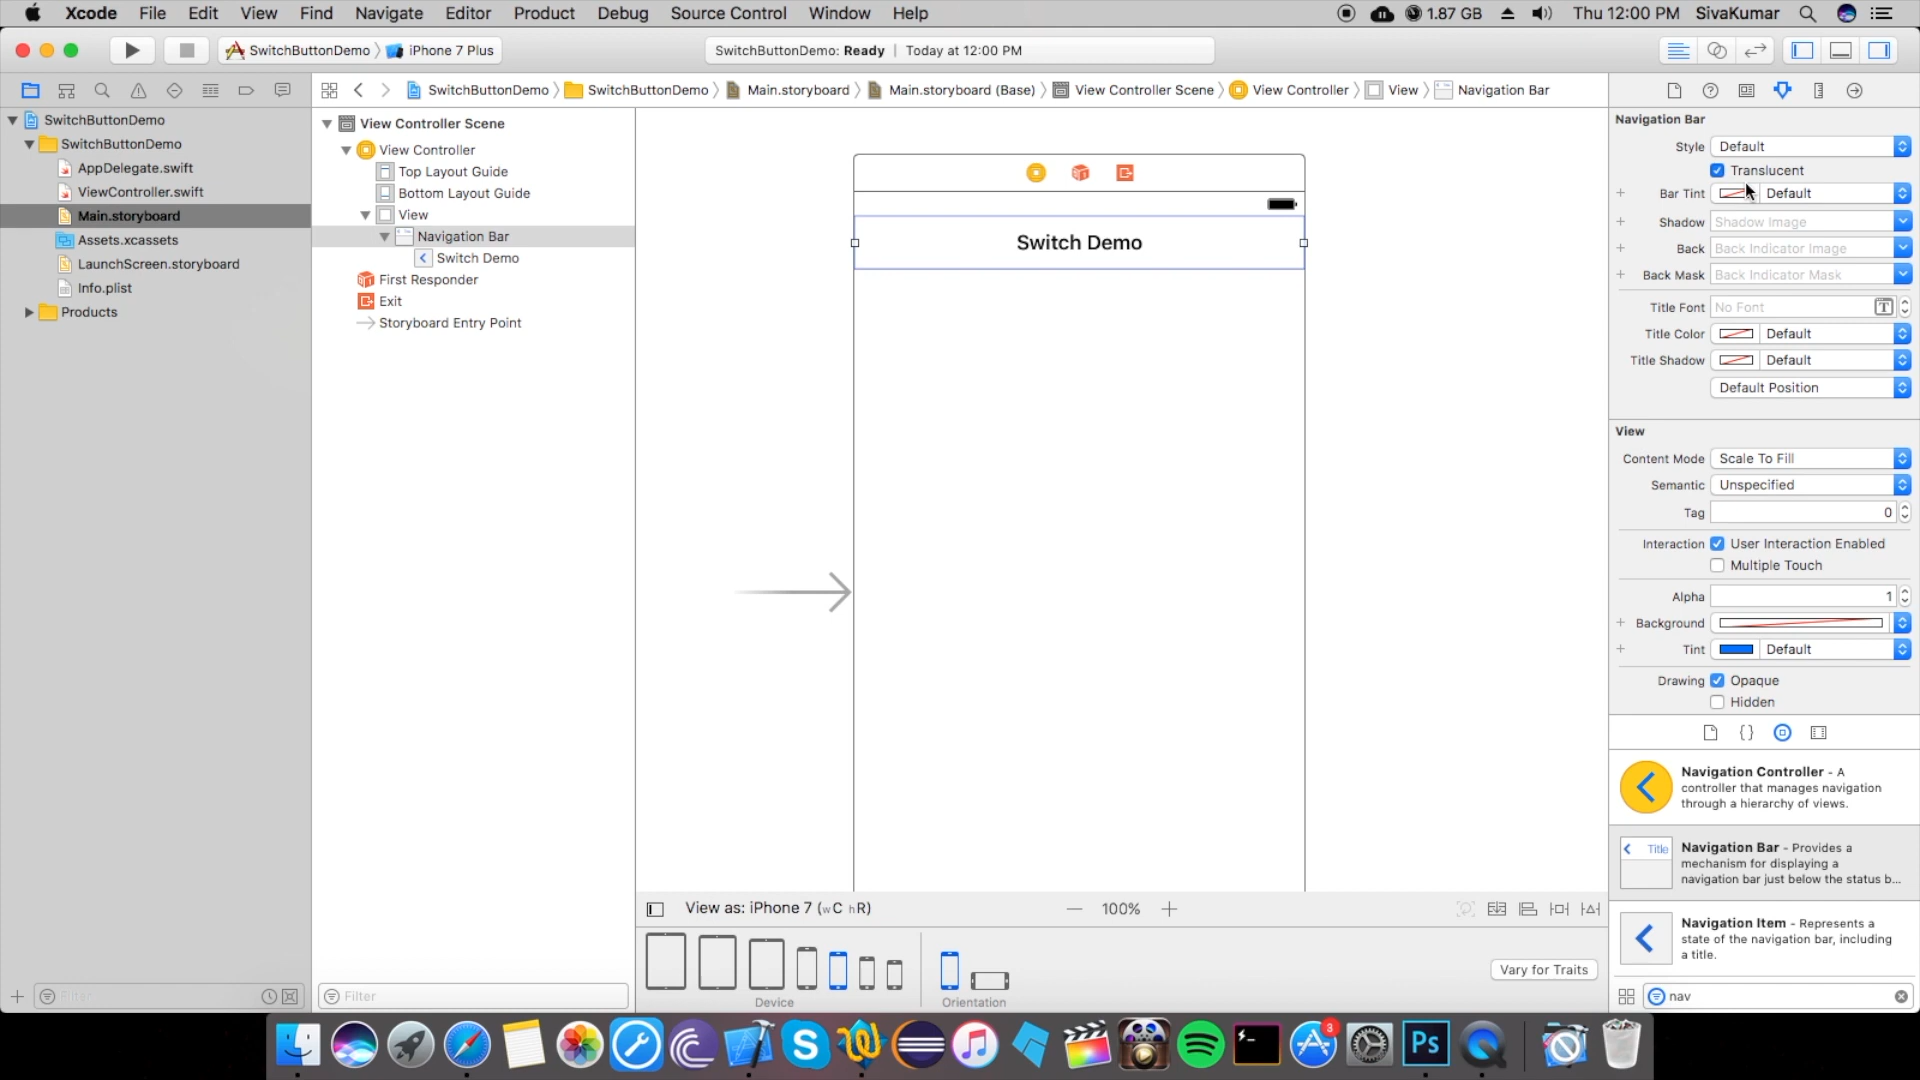 Xcode File Edit View Find Navigate Editor Product Debug Source Control Window Help 1.87 GB Thu 12:00 PM SivaKumar
SwitchButtonDemo iPhone 7 Plus SwitchButtonDemo: Ready | Today at 12:00 PM
SwitchButtonDemo SwitchButtonDemo Main.storyboard Main.storyboard (Base) View Controller Scene View Controller View Navigation Bar
SwitchButtonDemo
SwitchButtonDemo
AppDelegate.swift
ViewController.swift
Main.storyboard
Assets.xcassets
LaunchScreen.storyboard
Info.plist
Products
Filter
View Controller Scene
View Controller
Top Layout Guide
Bottom Layout Guide
View
Navigation Bar
Switch Demo
First Responder
Exit
Storyboard Entry Point
Filter
Switch Demo
View as: iPhone 7 (wC hR) — 100% +
Device
Orientation
Vary for Traits
Navigation Bar
Style Default
Translucent
Bar Tint Default
Shadow Shadow Image
Back Back Indicator Image
Back Mask Back Indicator Mask
Title Font No Font
Title Color Default
Title Shadow Default
Default Position
View
Content Mode Scale To Fill
Semantic Unspecified
Tag 0
Interaction User Interaction Enabled
Multiple Touch
Alpha 1
Background
Tint Default
Drawing Opaque
Hidden
Navigation Controller - A
controller that manages navigation
through a hierarchy of views.
Title
Navigation Bar - Provides a
mechanism for displaying a
navigation bar just below the status b...
Navigation Item - Represents a
state of the navigation bar, including
a title.
nav
S
3
Ps